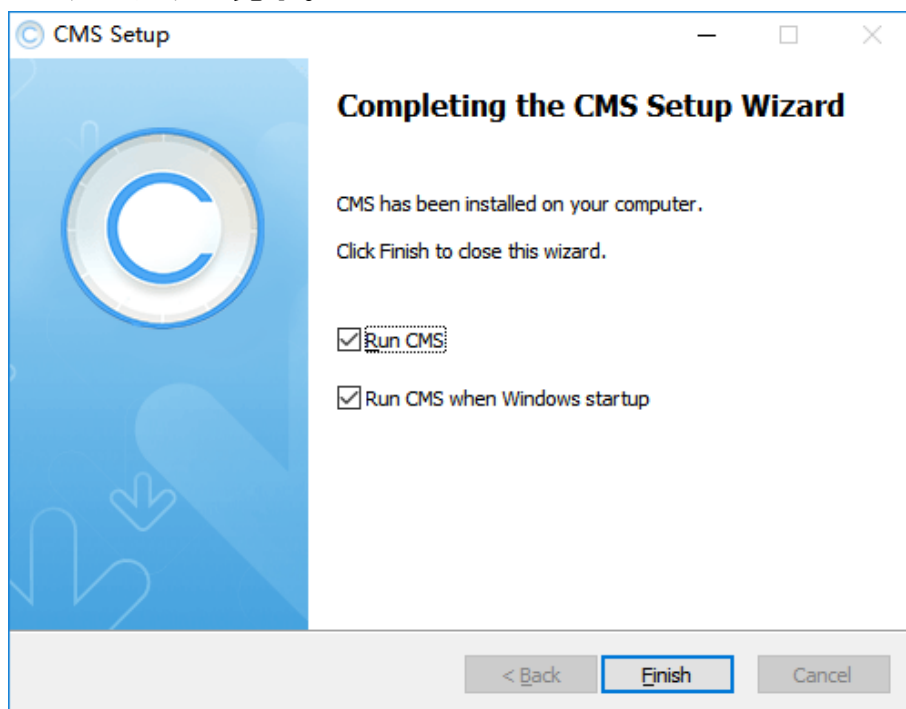 CMS Setup
Completing the CMS Setup Wizard
CMS has been installed on your computer.
Click Finish to close this wizard.
Run CMS
Run CMS when Windows startup
< Back
Finish
Cancel